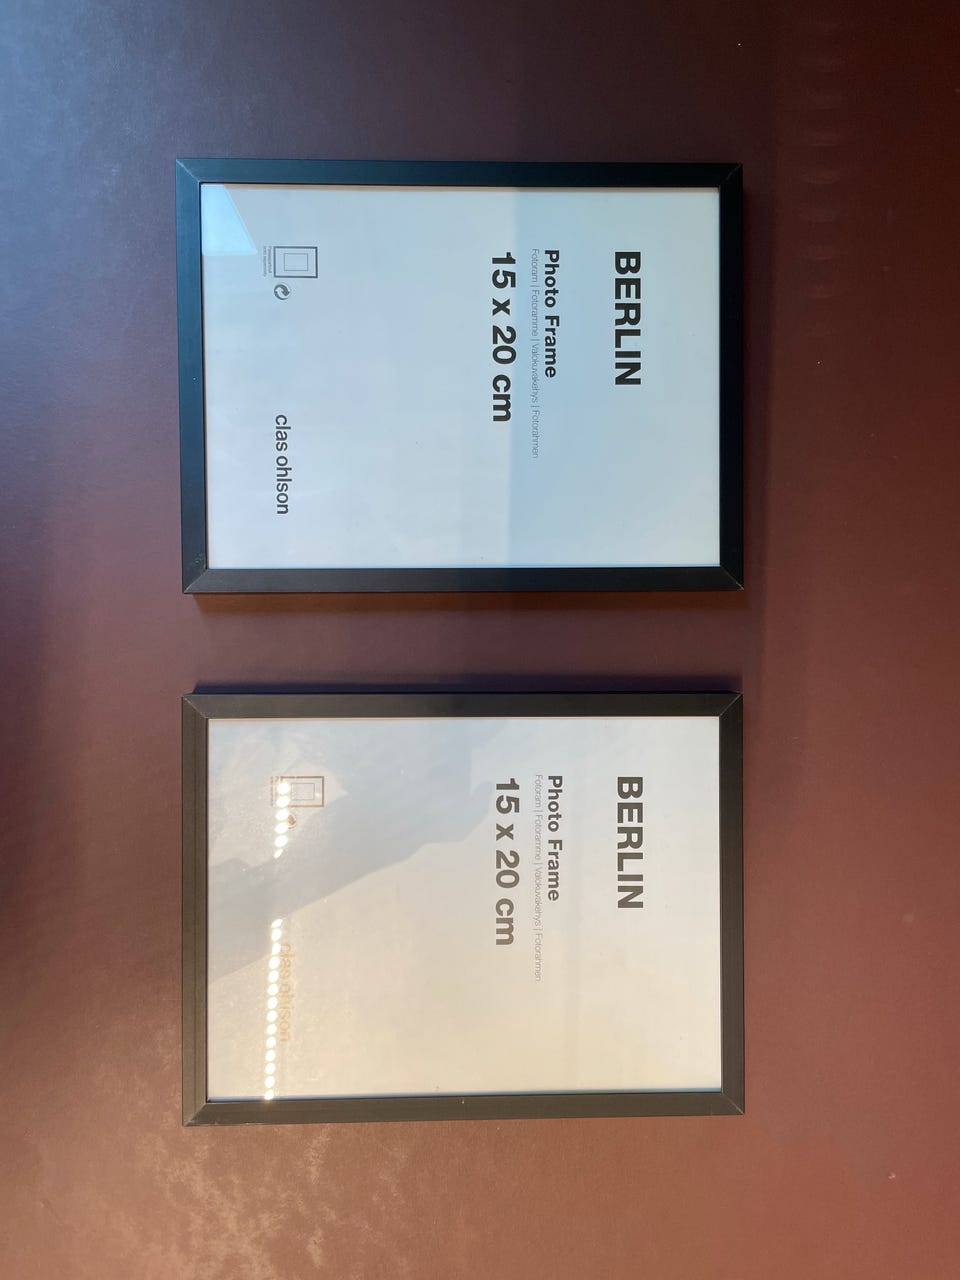 BERLIN
Photo Frame
Fotoram | Fotoramme | Valokuvakehys | Fotorahmen
15 x 20 cm
clas ohlson
BERLIN
Photo Frame
Fotoram | Fotoramme | Valokuvakehys | Fotorahmen
15 x 20 cm
clas ohlson